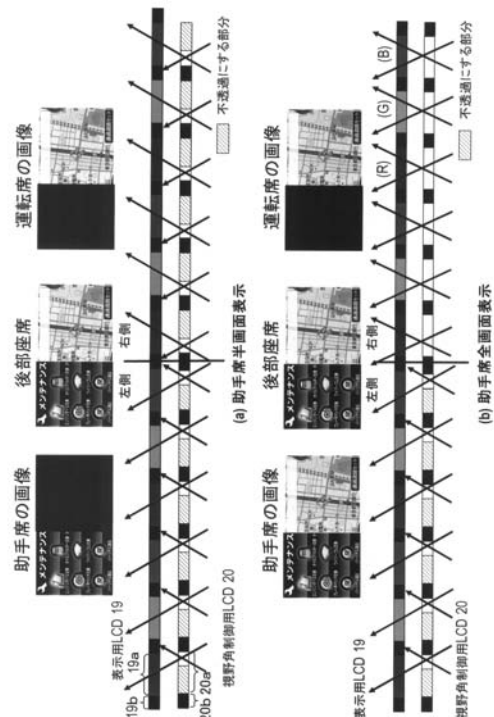 助手席の画像
後部座席
運転席の画像
メンテナンス
メンテナンス
左側
右側
表示用LCD 19
19b
19a
20b
20a
視野角制御用LCD 20
不透過にする部分
(a) 助手席半画面表示
助手席の画像
後部座席
運転席の画像
メンテナンス
メンテナンス
左側
右側
(R)
(G)
(B)
表示用LCD 19
視野角制御用LCD 20
不透過にする部分
(b) 助手席全画面表示